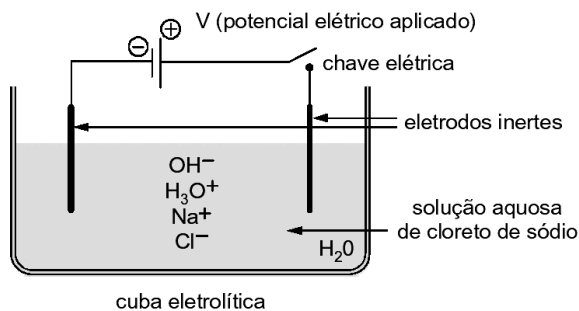 V (potencial elétrico aplicado)
⊖ ⊕
chave elétrica
eletrodos inertes
OH−
H3O+
Na+
Cl−
H20
solução aquosa
de cloreto de sódio
cuba eletrolítica